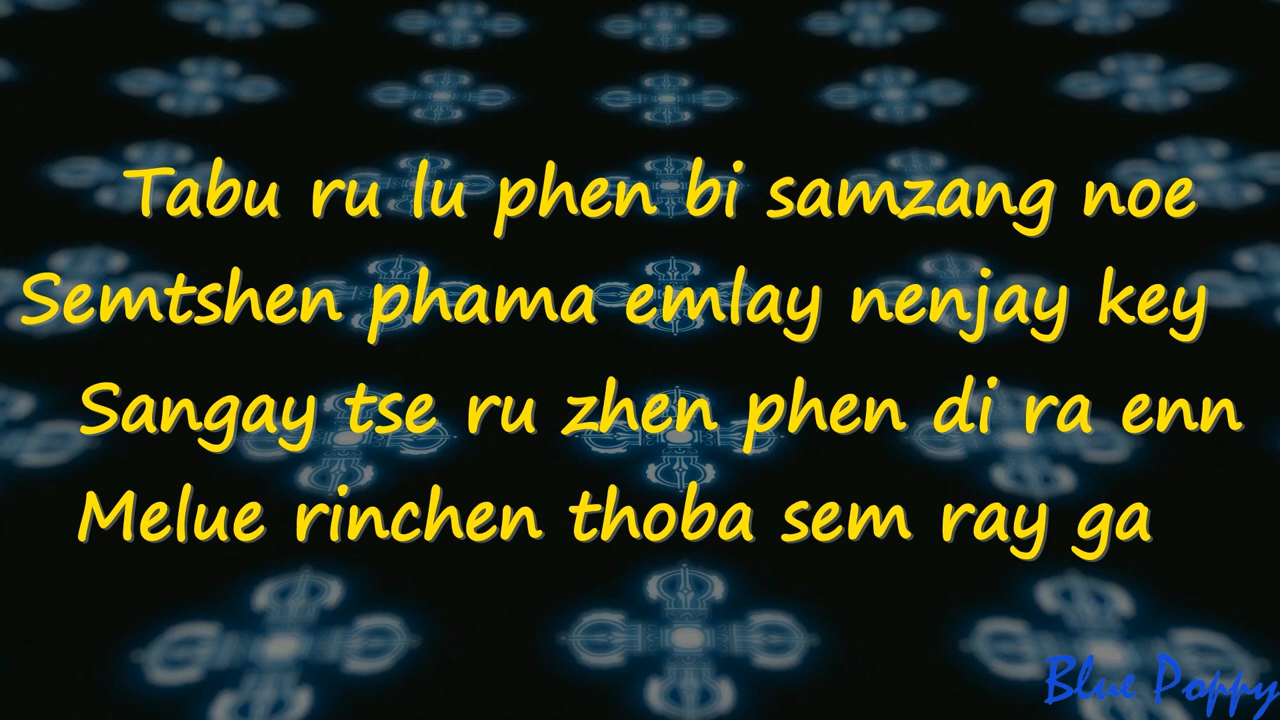 Tabu ru lu phen bi samzang noe
Semtshen phama emlay nenjay key
Sangay tse ru zhen phen di ra enn
Melue rinchen thoba sem ray ga
Blue Poppy